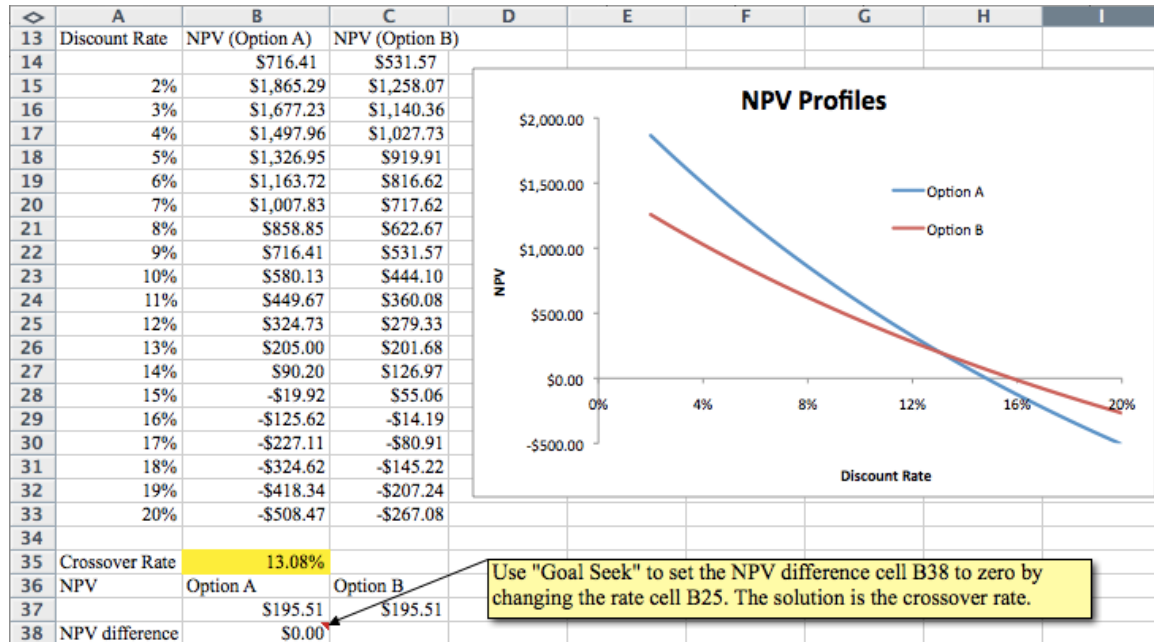 A B C D E F G H I
13 Discount Rate NPV (Option A) NPV (Option B)
14 $716.41 $531.57
15 2% $1,865.29 $1,258.07
16 3% $1,677.23 $1,140.36
17 4% $1,497.96 $1,027.73
18 5% $1,326.95 $919.91
19 6% $1,163.72 $816.62
20 7% $1,007.83 $717.62
21 8% $858.85 $622.67
22 9% $716.41 $531.57
23 10% $580.13 $444.10
24 11% $449.67 $360.08
25 12% $324.73 $279.33
26 13% $205.00 $201.68
27 14% $90.20 $126.97
28 15% -$19.92 $55.06
29 16% -$125.62 -$14.19
30 17% -$227.11 -$80.91
31 18% -$324.62 -$145.22
32 19% -$418.34 -$207.24
33 20% -$508.47 -$267.08
34
35 Crossover Rate 13.08%
36 NPV Option A Option B
37 $195.51 $195.51
38 NPV difference $0.00
NPV Profiles
$2,000.00
$1,500.00
$1,000.00
$500.00
$0.00
-$500.00
NPV
0% 4% 8% 12% 16% 20%
Discount Rate
Option A
Option B
Use "Goal Seek" to set the NPV difference cell B38 to zero by
changing the rate cell B25. The solution is the crossover rate.